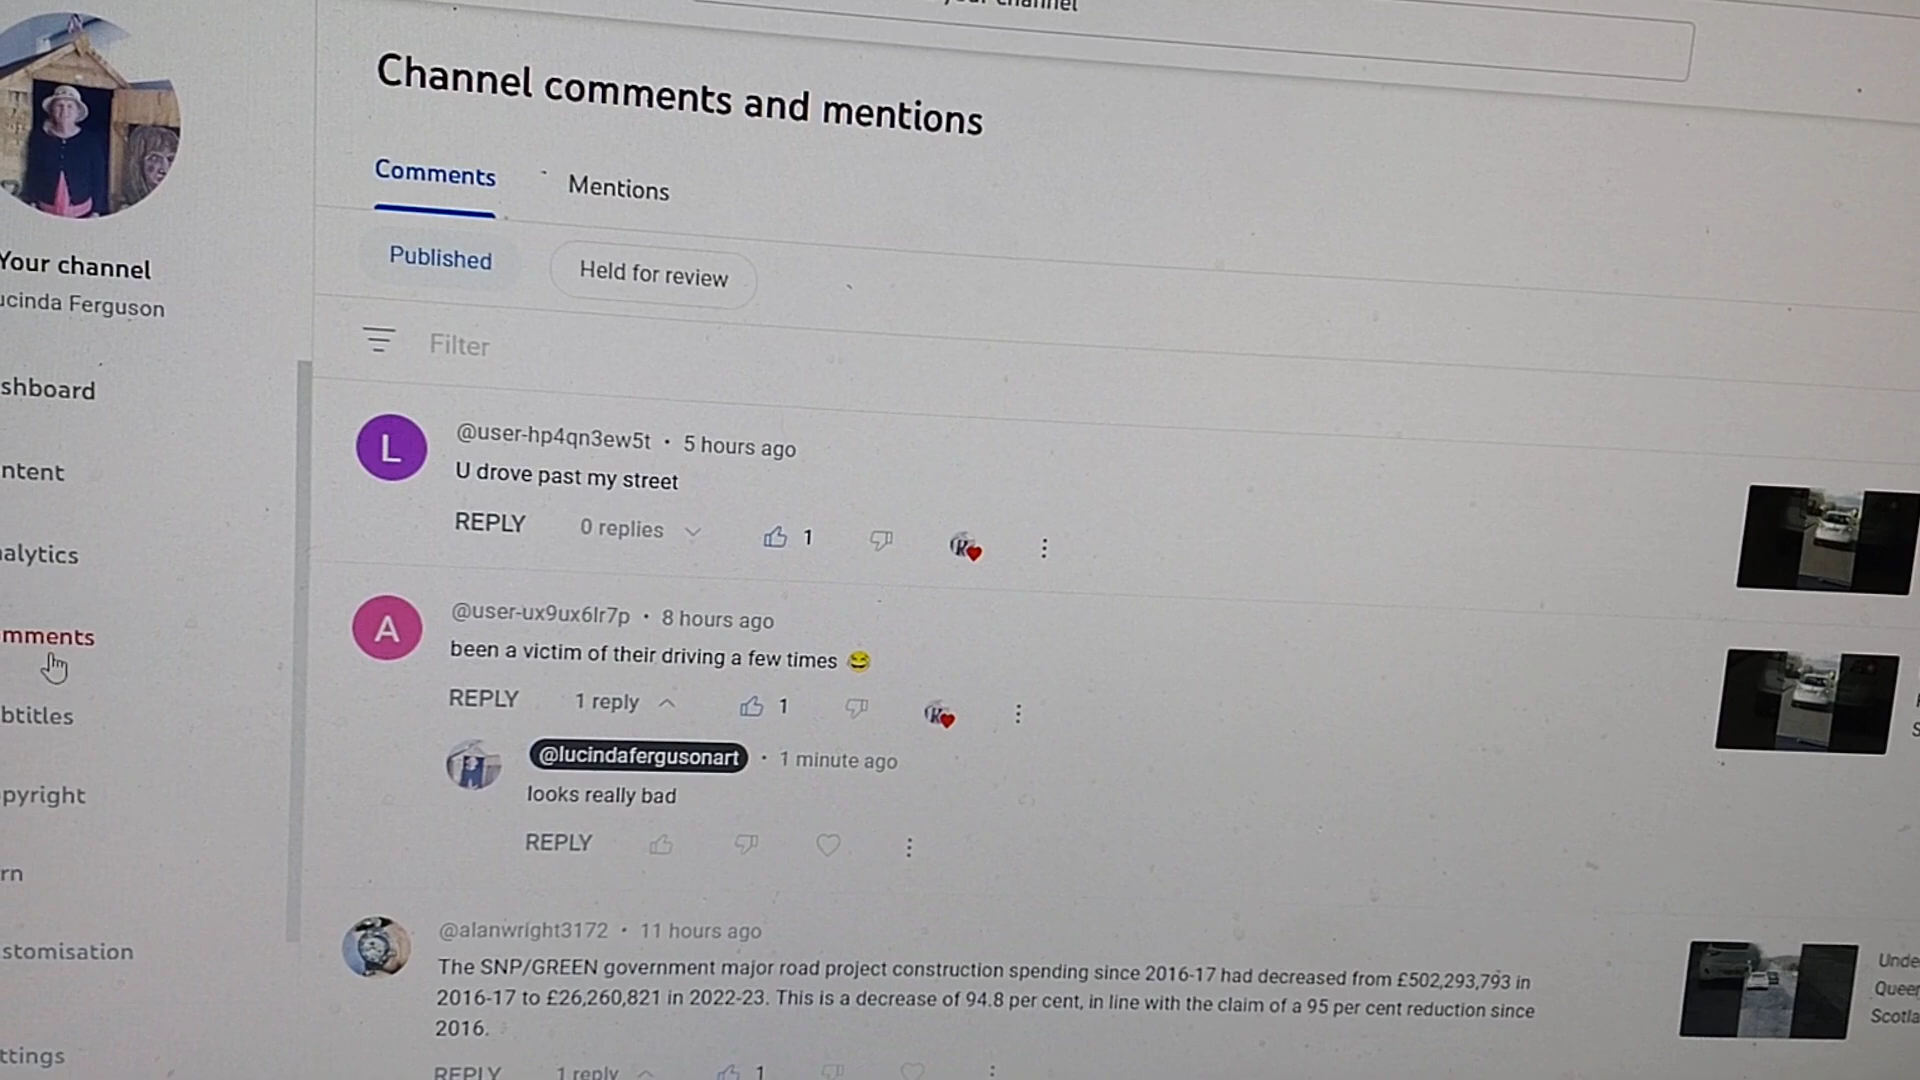 channel
Channel comments and mentions
Comments
Mentions
Published
Held for review
Filter
Your channel
ucinda Ferguson
shboard
ntent
alytics
mments
btitles
pyright
rn
stomisation
ttings
L
@user-hp4qn3ew5t · 5 hours ago
U drove past my street
REPLY 0 replies 1
A
@user-ux9ux6lr7p · 8 hours ago
been a victim of their driving a few times 😂
REPLY 1 reply 1
@lucindafergusonart · 1 minute ago
looks really bad
REPLY
@alanwright3172 · 11 hours ago
The SNP/GREEN government major road project construction spending since 2016-17 had decreased from £502,293,793 in
2016-17 to £26,260,821 in 2022-23. This is a decrease of 94.8 per cent, in line with the claim of a 95 per cent reduction since
2016.
REPLY 1 reply 1
Unde
Queer
Scotla